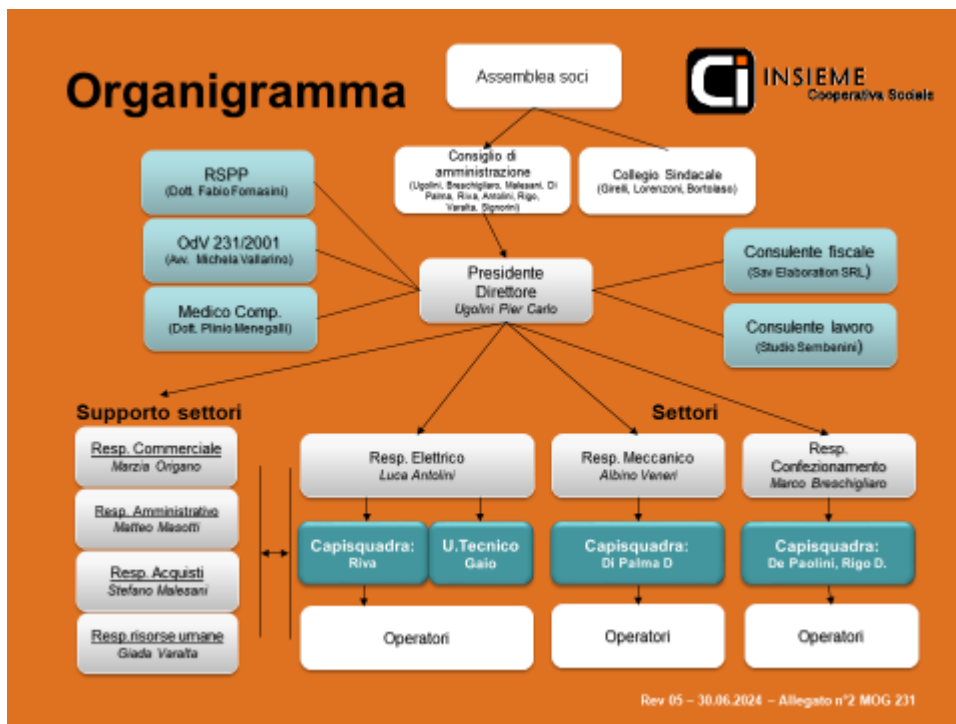 Organigramma
Assemblea soci
Ci INSIEME
Cooperativa Sociale
RSPP
(Dott. Fabio Fornasini)
Consiglio di
amministrazione
(Ugolini, Breschigliaro, Malesani, Di
Palma, Riva, Antolini, Rigo,
Varalta, Signorini)
Collegio Sindacale
(Girelli, Lorenzoni, Bortolaso)
OdV 231/2001
(Avv. Michela Vallarino)
Medico Comp.
(Dott. Plinio Menegalli)
Presidente
Direttore
Ugolini Pier Carlo
Consulente fiscale
(Sav Elaboration SRL)
Consulente lavoro
(Studio Sembenini)
Supporto settori
Resp. Commerciale
Marzia Origano
Resp. Amministrativo
Matteo Masotti
Resp. Acquisti
Stefano Malesani
Resp.risorse umane
Giada Varalta
Settori
Resp. Elettrico
Luca Antolini
Resp. Meccanico
Albino Veneri
Resp.
Confezionamento
Marco Breschigliaro
Capisquadra:
Riva
U.Tecnico
Gaio
Capisquadra:
Di Palma D
Capisquadra:
De Paolini, Rigo D.
Operatori
Operatori
Operatori
Rev 05 – 30.06.2024 – Allegato n°2 MOG 231